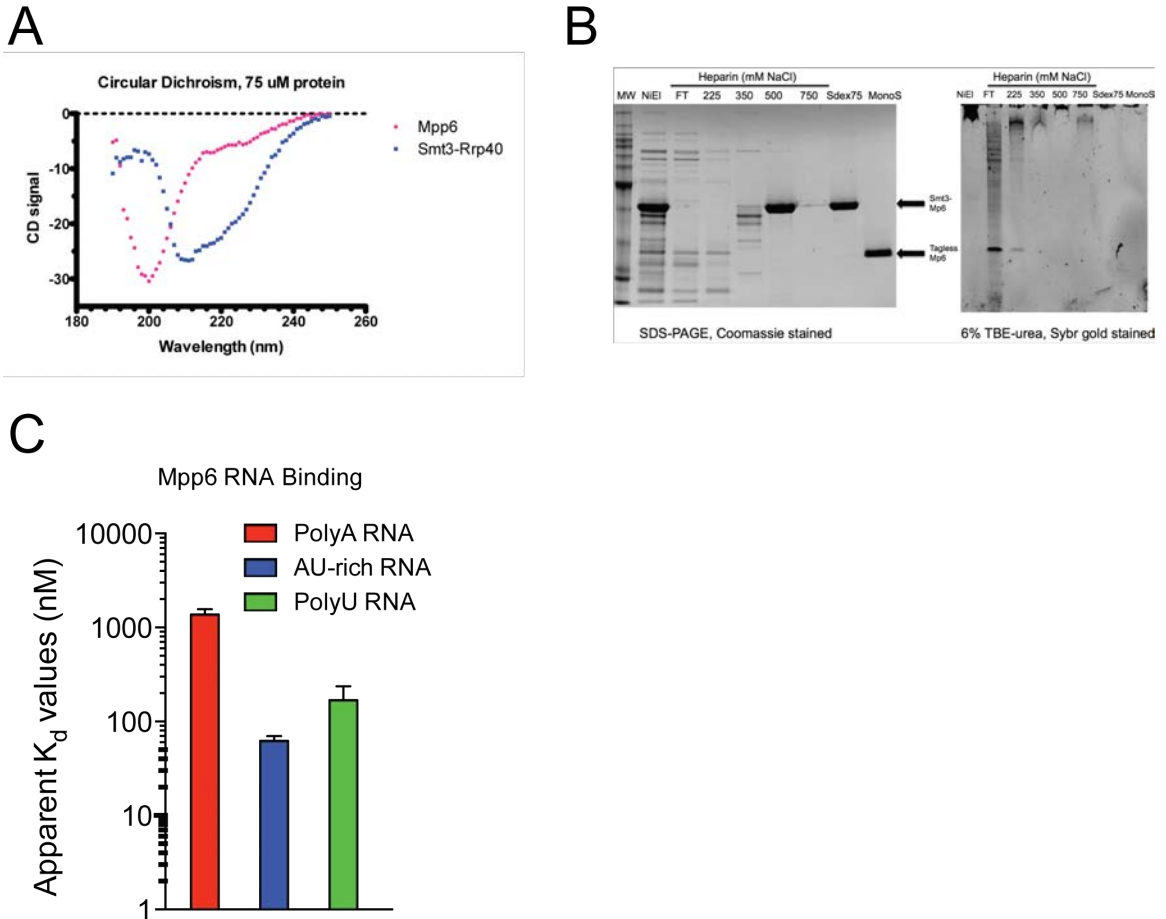 A
Circular Dichroism, 75 uM protein
0
-10
-20
-30
CD signal
180 200 220 240 260
Wavelength (nm)
Mpp6
Smt3-Rrp40
B
Heparin (mM NaCl)
MW NiEl FT 225 350 500 750 Sdex75 MonoS
Smt3-
Mp6
Tagless
Mp6
SDS-PAGE, Coomassie stained
Heparin (mM NaCl)
NiEl FT 225 350 500 750 Sdex75 MonoS
6% TBE-urea, Sybr gold stained
C
Mpp6 RNA Binding
PolyA RNA
AU-rich RNA
PolyU RNA
10000
1000
100
10
1
Apparent Kd values (nM)